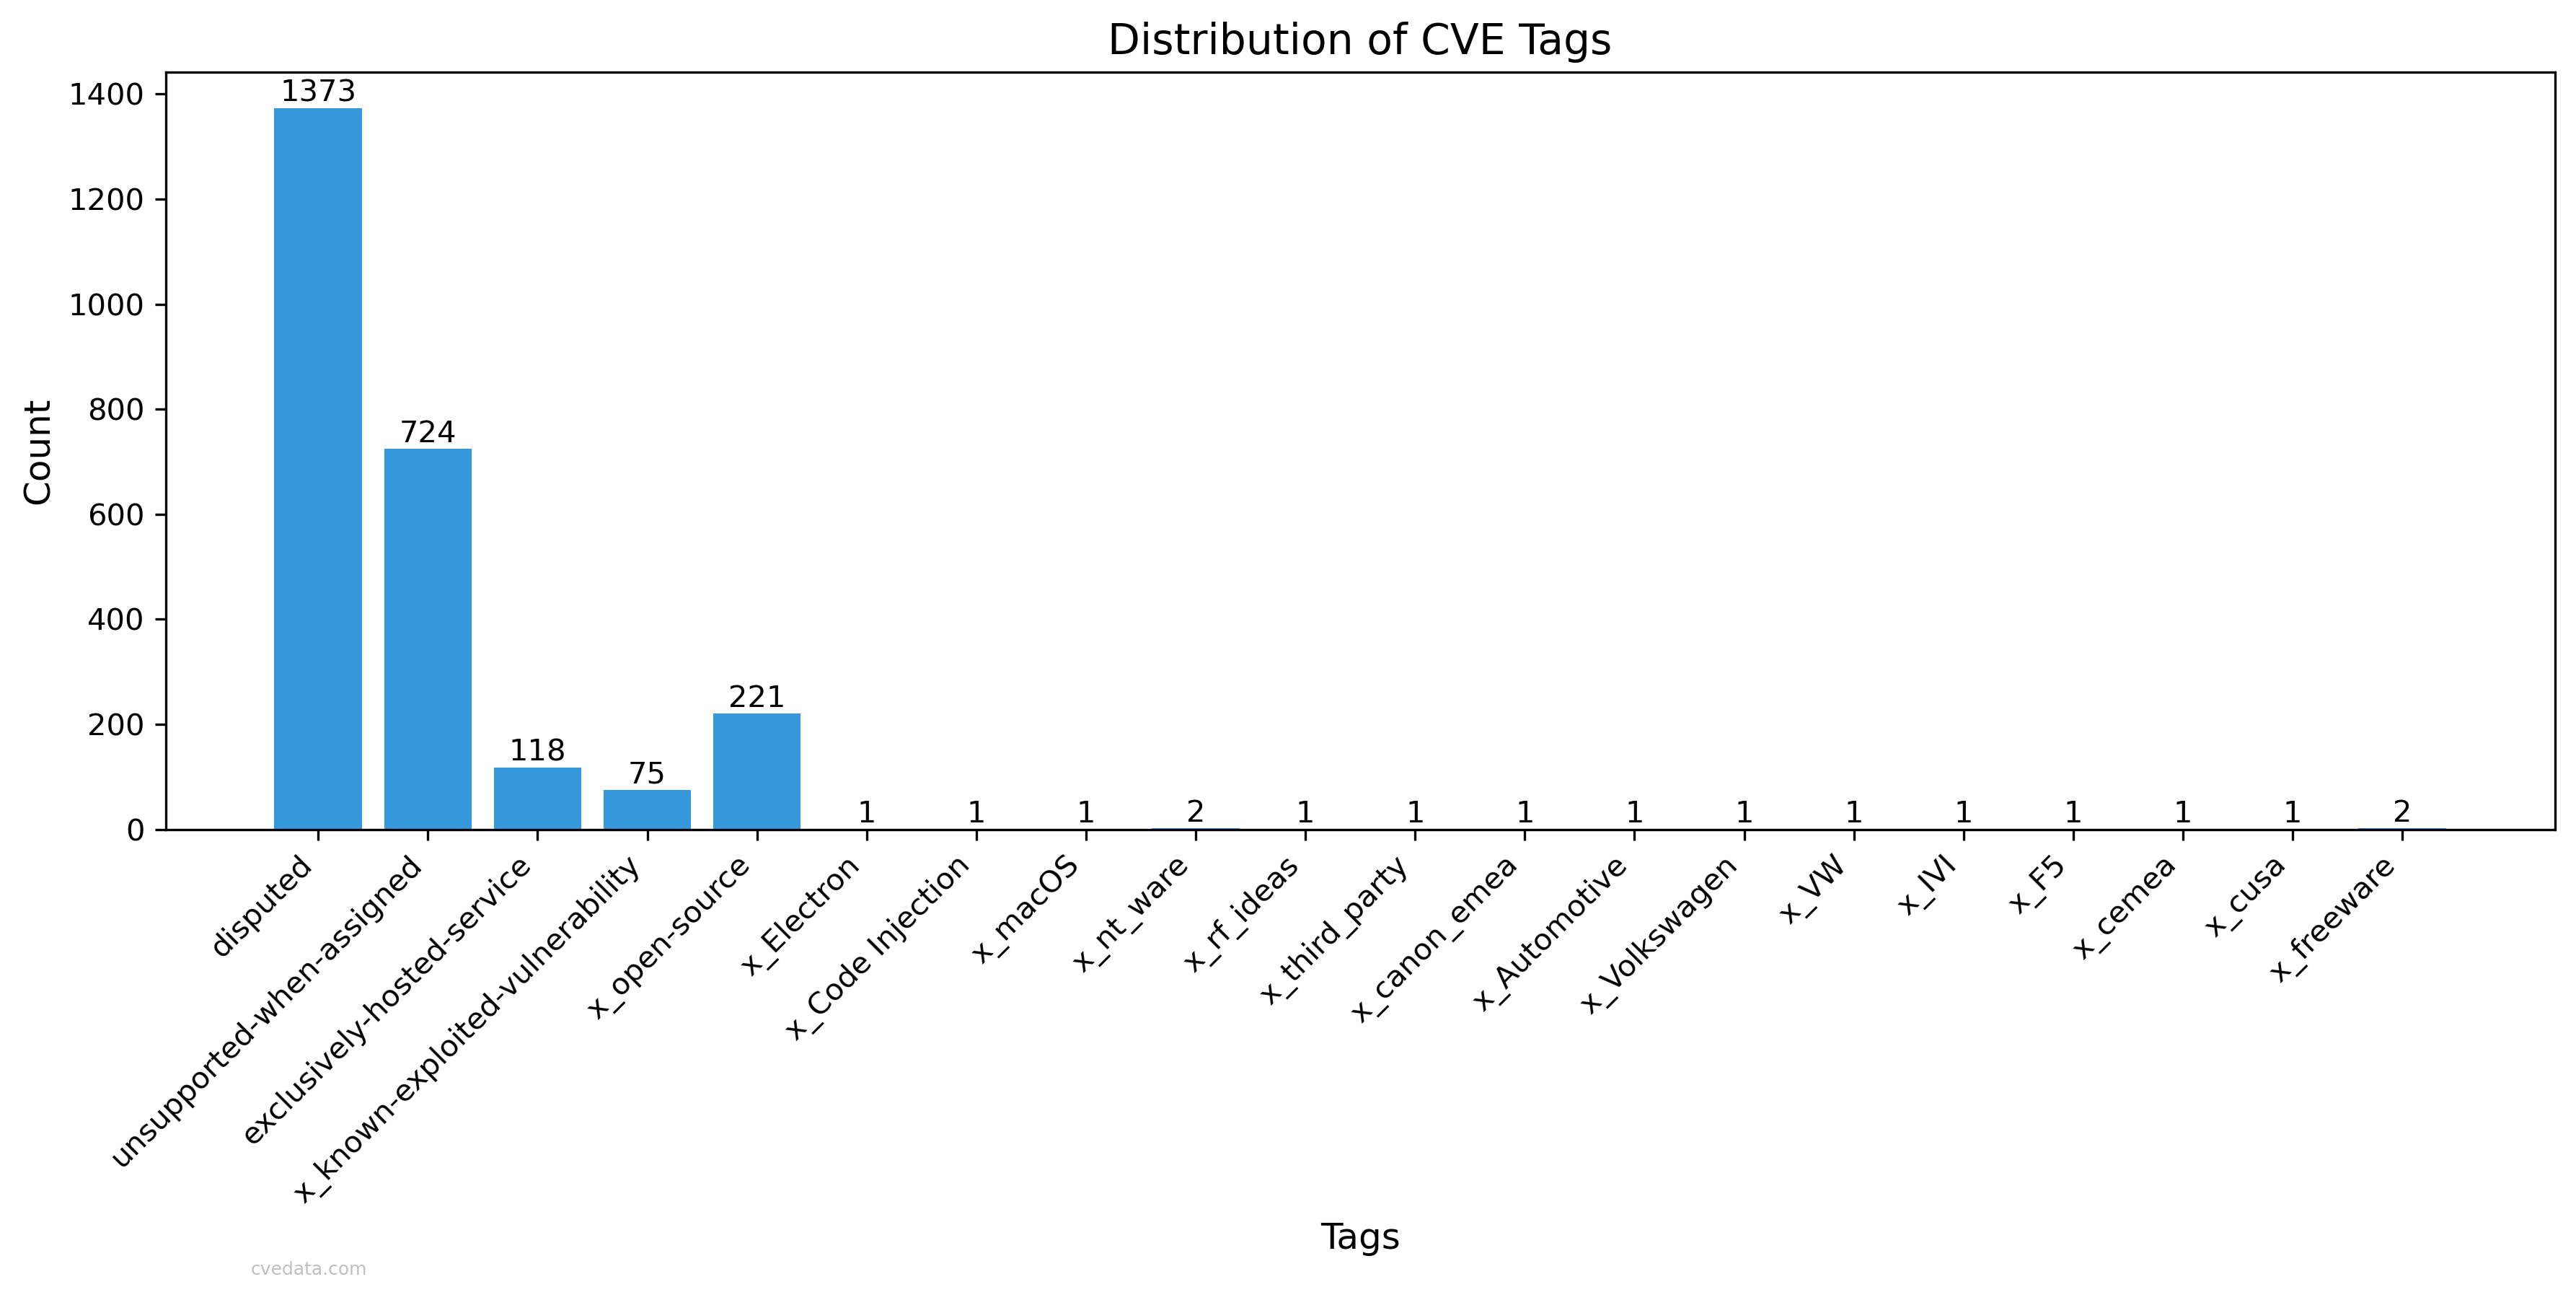 Distribution of CVE Tags
1400
1200
1000
800
600
400
200
0
Count
1373
724
118
75
221
1
1
1
2
1
1
1
1
1
1
1
1
1
1
2
disputed
unsupported-when-assigned
exclusively-hosted-service
x_known-exploited-vulnerability
x_open-source
x_Electron
x_Code Injection
x_macOS
x_nt_ware
x_rf_ideas
x_third_party
x_canon_emea
x_Automotive
x_Volkswagen
x_VW
x_IVI
x_F5
x_cemea
x_cusa
x_freeware
Tags
cvedata.com